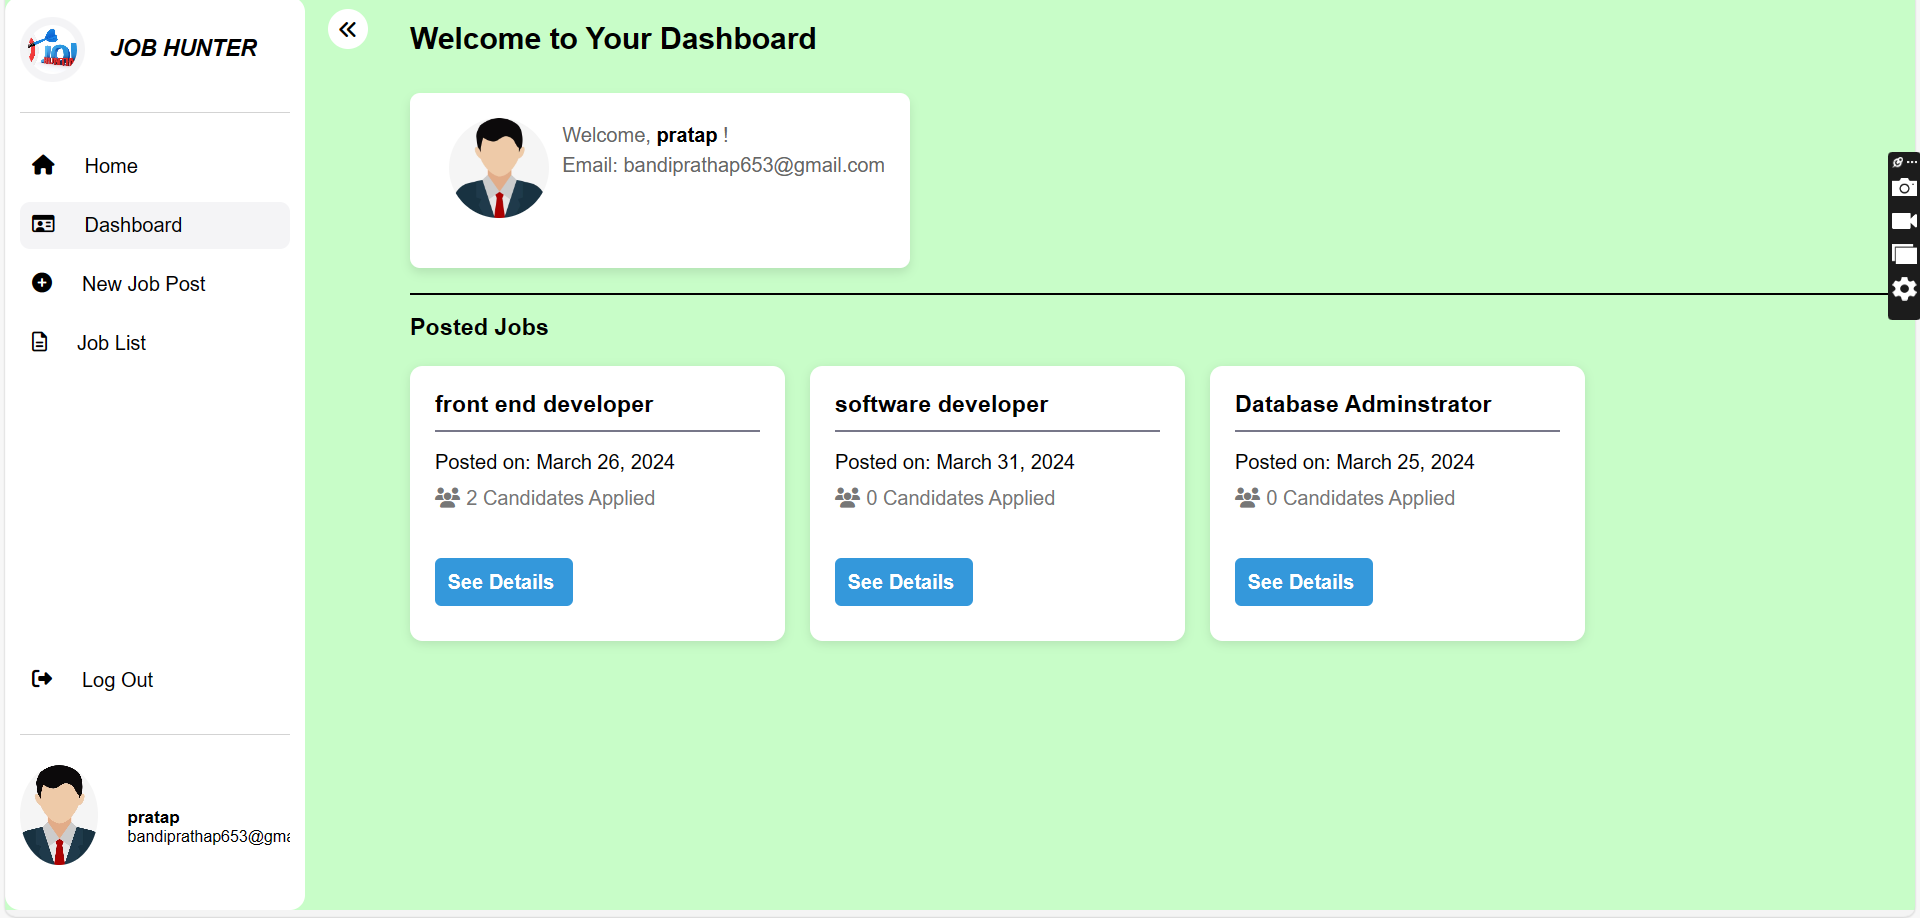 JOB HUNTER
Home
Dashboard
New Job Post
Job List
Log Out
pratap
bandiprathap653@gma
Welcome to Your Dashboard
Welcome, pratap !
Email: bandiprathap653@gmail.com
Posted Jobs
front end developer
Posted on: March 26, 2024
2 Candidates Applied
See Details
software developer
Posted on: March 31, 2024
0 Candidates Applied
See Details
Database Adminstrator
Posted on: March 25, 2024
0 Candidates Applied
See Details